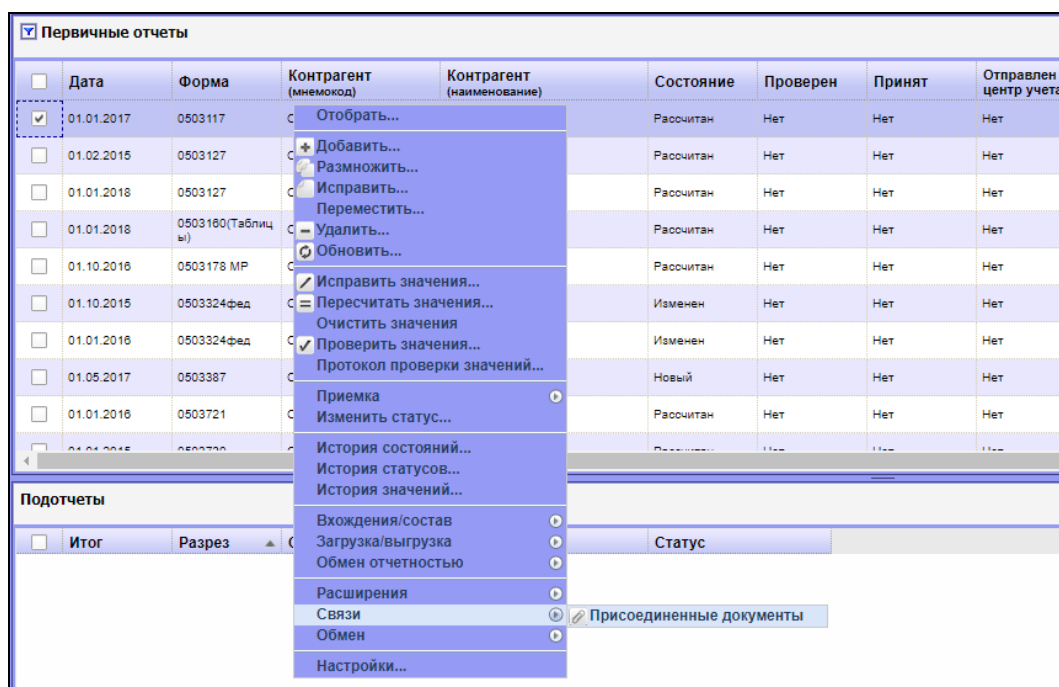 Первичные отчеты
Дата Форма Контрагент (мнемокод) Контрагент (наименование) Состояние Проверен Принят Отправлен центр учета
01.01.2017 0503117 Рассчитан Нет Нет Нет
01.02.2015 0503127 Рассчитан Нет Нет Нет
01.01.2018 0503127 Рассчитан Нет Нет Нет
01.01.2018 0503160(Таблицы) Рассчитан Нет Нет Нет
01.10.2016 0503178 МР Рассчитан Нет Нет Нет
01.10.2015 0503324фед Изменен Нет Нет Нет
01.01.2016 0503324фед Изменен Нет Нет Нет
01.05.2017 0503387 Новый Нет Нет Нет
01.01.2016 0503721 Рассчитан Нет Нет Нет
Отобрать...
Добавить...
Размножить...
Исправить...
Переместить...
Удалить...
Обновить...
Исправить значения...
Пересчитать значения...
Очистить значения
Проверить значения...
Протокол проверки значений...
Приемка
Изменить статус...
История состояний...
История статусов...
История значений...
Вхождения/состав
Загрузка/выгрузка
Обмен отчетностью
Расширения
Связи
Присоединенные документы
Обмен
Настройки...
Подотчеты
Итог Разрез Статус